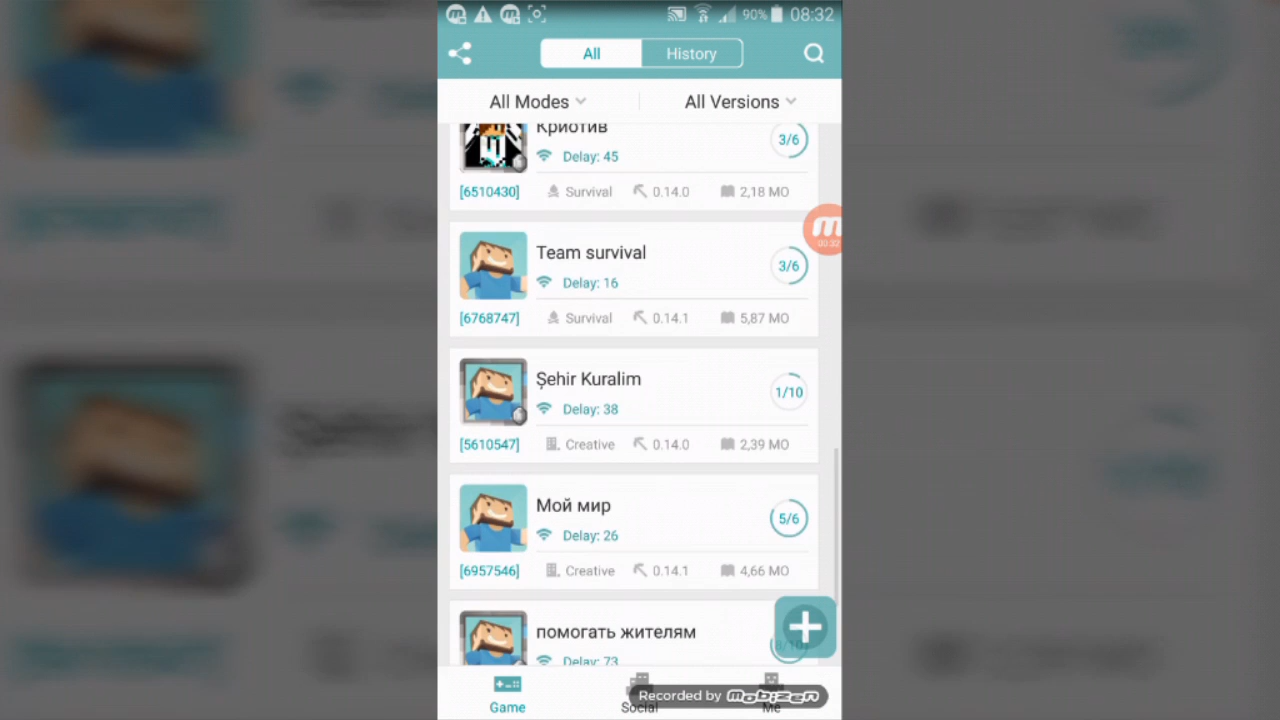 90% 08:32
All History
All Modes All Versions
Криотив
3/6
Delay: 45
[6510430] Survival 0.14.0 2,18 MO
Team survival
3/6
Delay: 16
[6768747] Survival 0.14.1 5,87 MO
Şehir Kuralim
1/10
Delay: 38
[5610547] Creative 0.14.0 2,39 MO
Мой мир
5/6
Delay: 26
[6957546] Creative 0.14.1 4,66 MO
помогать жителям
Delay: 73
Recorded by mobizen
Game Social Me